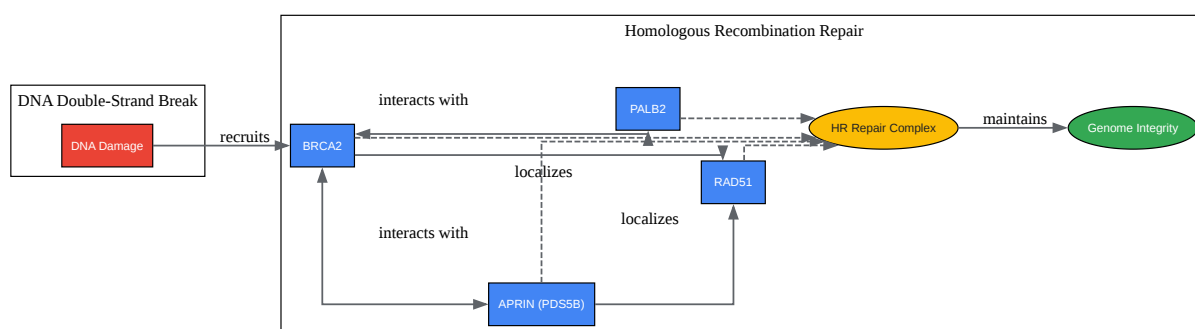 Homologous Recombination Repair
DNA Double-Strand Break
DNA Damage
recruits
BRCA2
interacts with
PALB2
HR Repair Complex
maintains
Genome Integrity
localizes
RAD51
interacts with
localizes
APRIN (PDS5B)